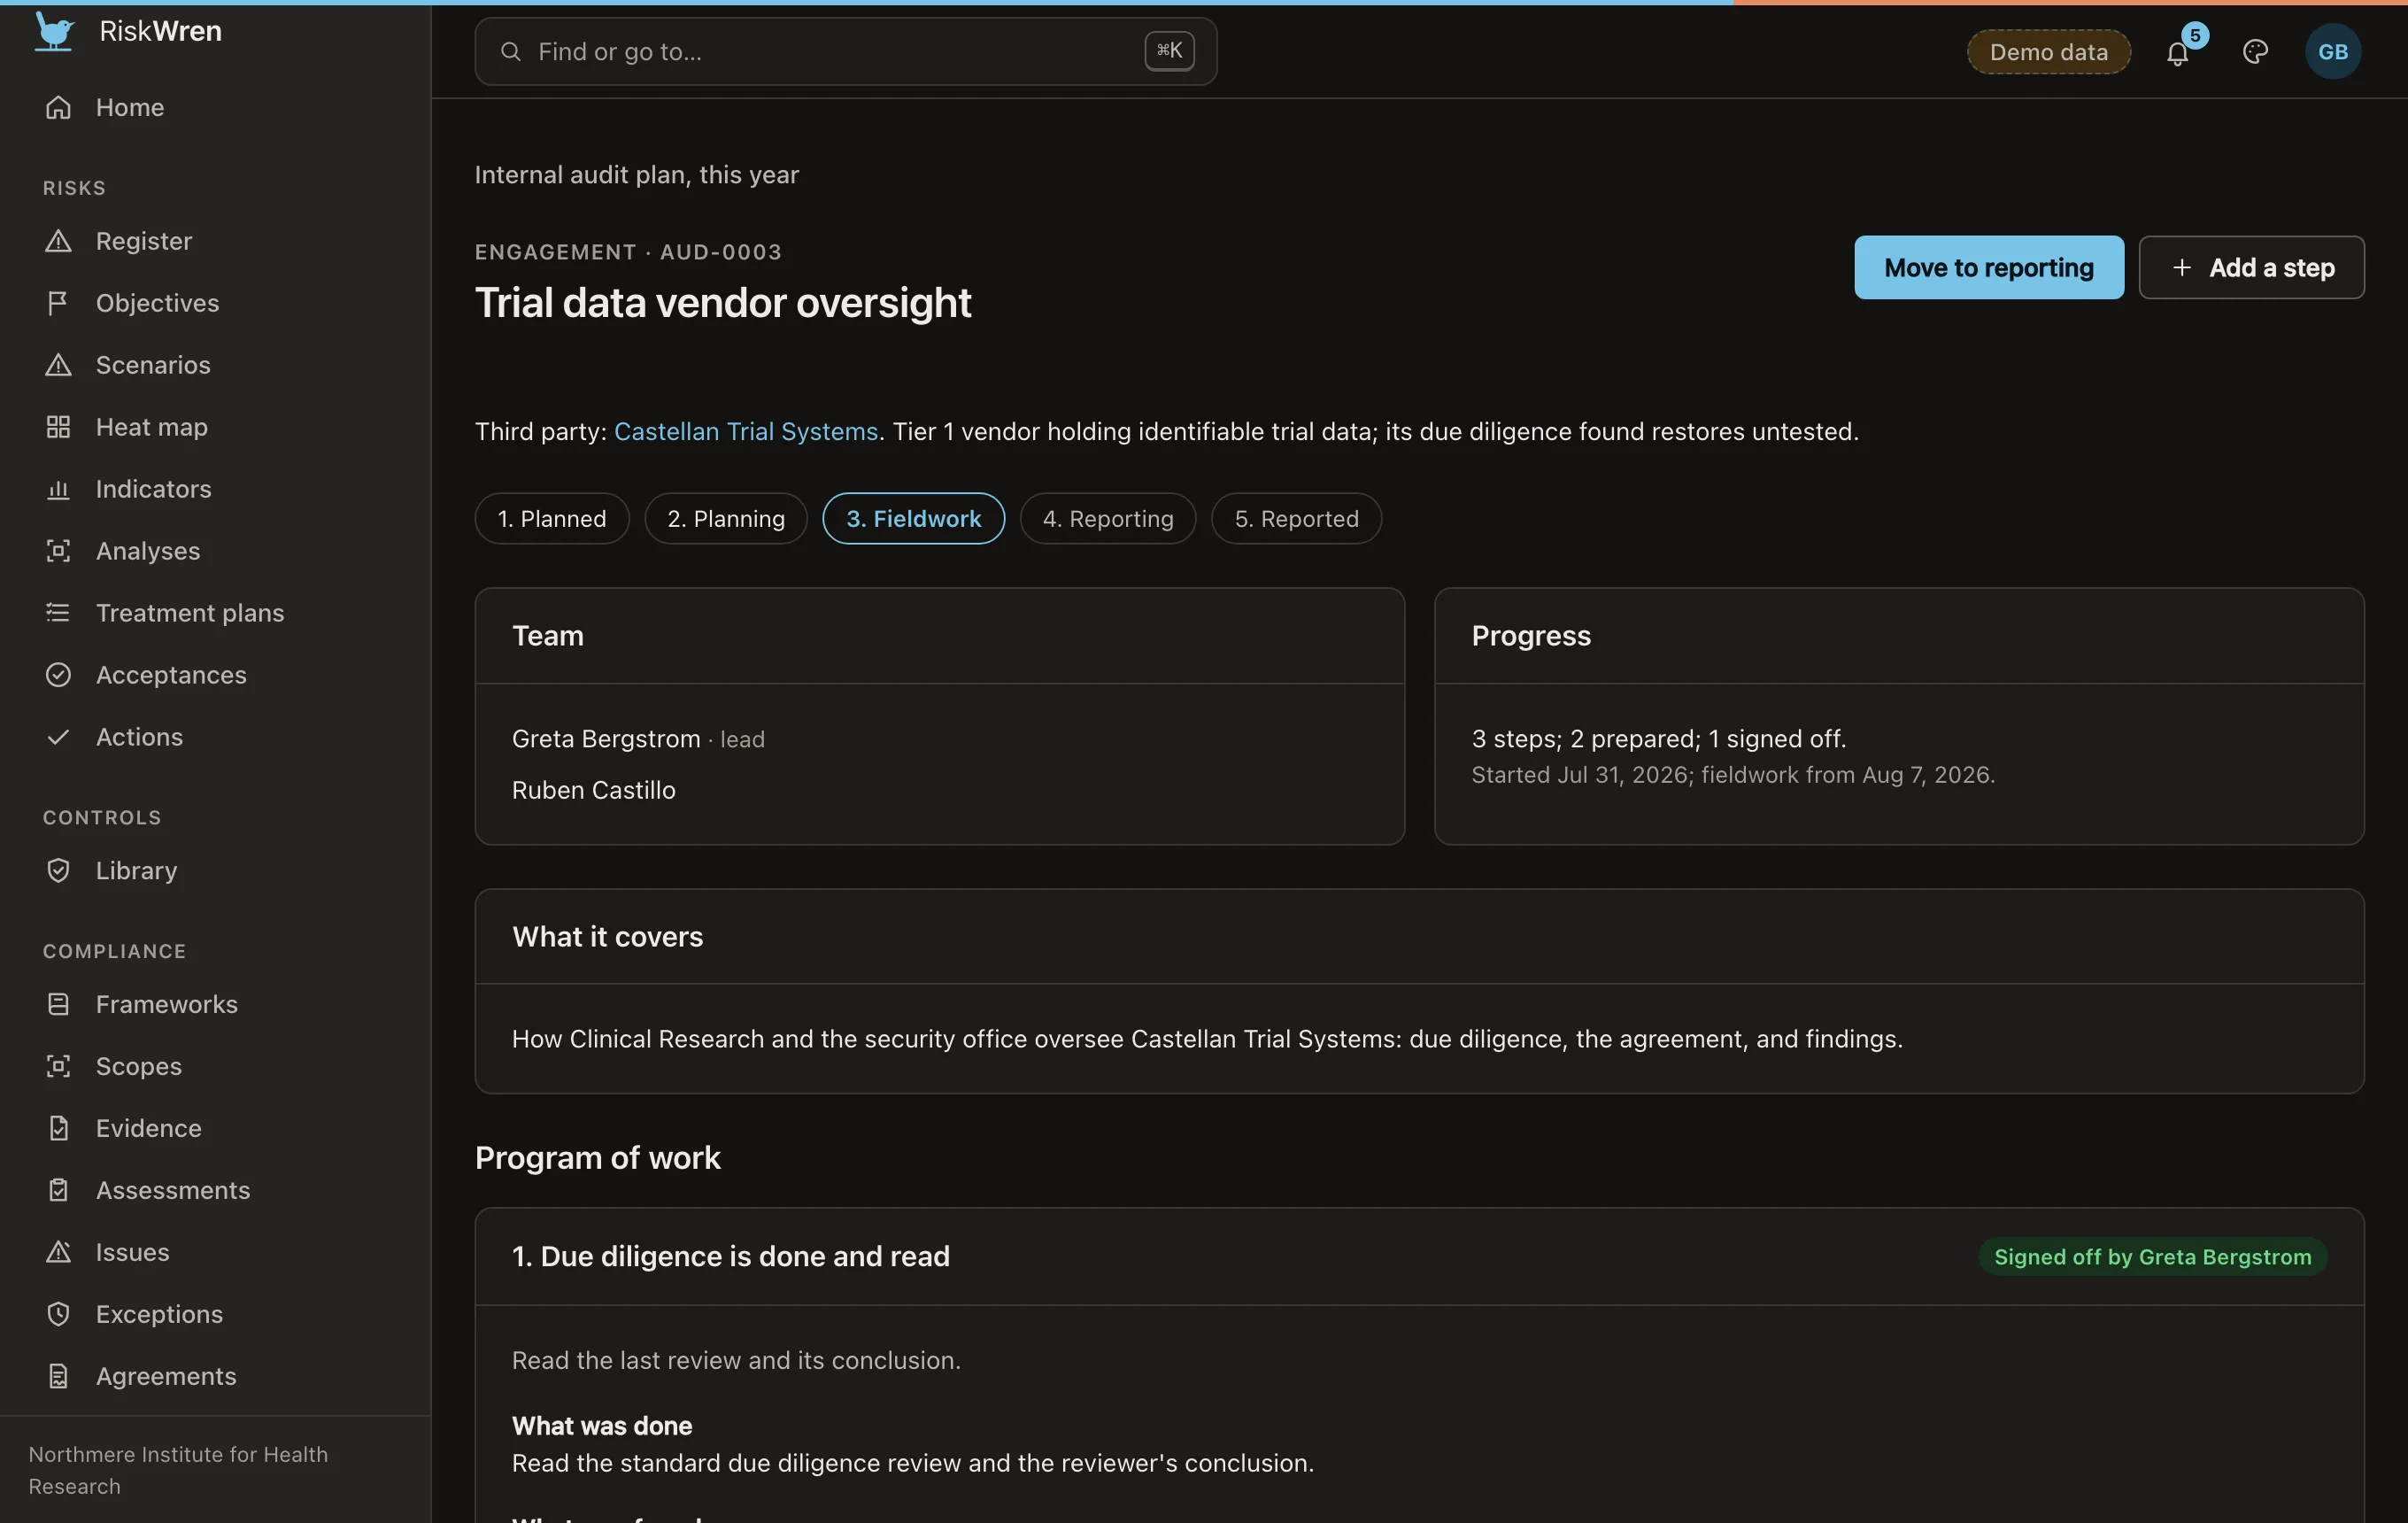 RiskWren
Find or go to...
⌘K
Demo data
5
GB
Home
RISKS
Register
Objectives
Scenarios
Heat map
Indicators
Analyses
Treatment plans
Acceptances
Actions
CONTROLS
Library
COMPLIANCE
Frameworks
Scopes
Evidence
Assessments
Issues
Exceptions
Agreements
Northmere Institute for Health
Research
Internal audit plan, this year
ENGAGEMENT · AUD-0003
Trial data vendor oversight
Move to reporting
+ Add a step
Third party: Castellan Trial Systems. Tier 1 vendor holding identifiable trial data; its due diligence found restores untested.
1. Planned
2. Planning
3. Fieldwork
4. Reporting
5. Reported
Team
Greta Bergstrom · lead
Ruben Castillo
Progress
3 steps; 2 prepared; 1 signed off.
Started Jul 31, 2026; fieldwork from Aug 7, 2026.
What it covers
How Clinical Research and the security office oversee Castellan Trial Systems: due diligence, the agreement, and findings.
Program of work
1. Due diligence is done and read
Signed off by Greta Bergstrom
Read the last review and its conclusion.
What was done
Read the standard due diligence review and the reviewer's conclusion.